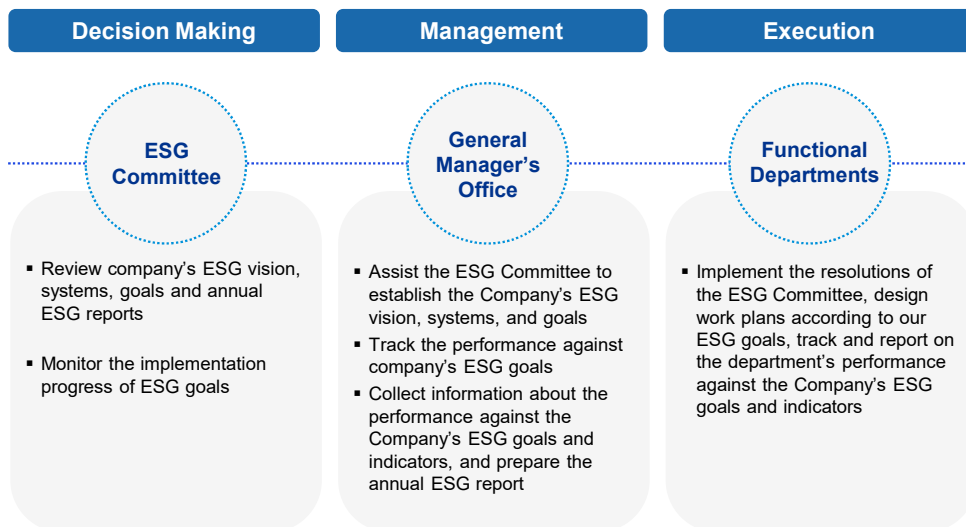 Decision Making
Management
Execution
ESG
Committee
General
Manager's
Office
Functional
Departments
▪ Review company's ESG vision,
systems, goals and annual
ESG reports
▪ Monitor the implementation
progress of ESG goals
▪ Assist the ESG Committee to
establish the Company's ESG
vision, systems, and goals
▪ Track the performance against
company's ESG goals
▪ Collect information about the
performance against the
Company's ESG goals and
indicators, and prepare the
annual ESG report
▪ Implement the resolutions of
the ESG Committee, design
work plans according to our
ESG goals, track and report on
the department's performance
against the Company's ESG
goals and indicators